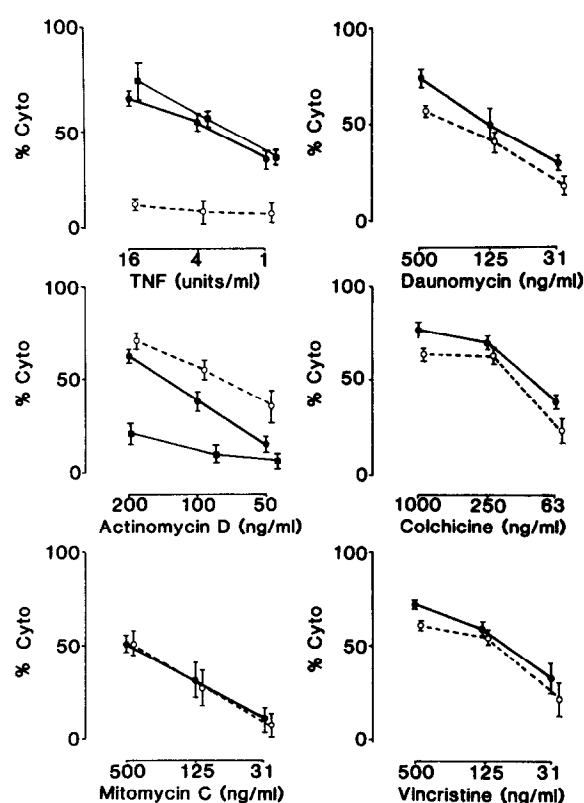 100
% Cyto
50
0
16 4 1
TNF (units/ml)
100
% Cyto
50
0
500 125 31
Daunomycin (ng/ml)
100
% Cyto
50
0
200 100 50
Actinomycin D (ng/ml)
100
% Cyto
50
0
1000 250 63
Colchicine (ng/ml)
100
% Cyto
50
0
500 125 31
Mitomycin C (ng/ml)
100
% Cyto
50
0
500 125 31
Vincristine (ng/ml)